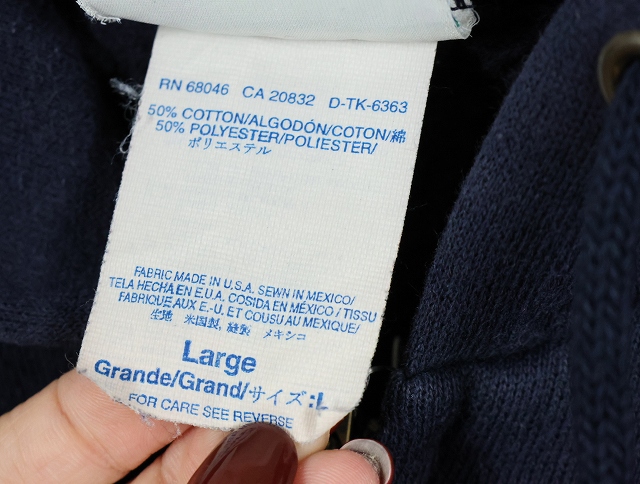 RN 68046 CA 20832 D-TK-6363
50% COTTON/ALGODÓN/COTON/綿
50% POLYESTER/POLIESTER/
ポリエステル
FABRIC MADE IN U.S.A. SEWN IN MEXICO/
TELA HECHA EN E.U.A. COSIDA EN MÉXICO / TISSU
FABRIQUE AUX E.-U. ET COUSU AU MEXIQUE/
生地 米国製, 縫製 メキシコ
Large
Grande/Grand/サイズ:L
FOR CARE SEE REVERSE